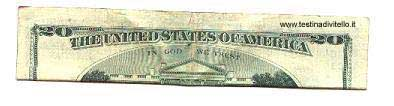 www.testinadivitello.it
20 THE UNITED STATES OF AMERICA 20
IN GOD WE TRUST